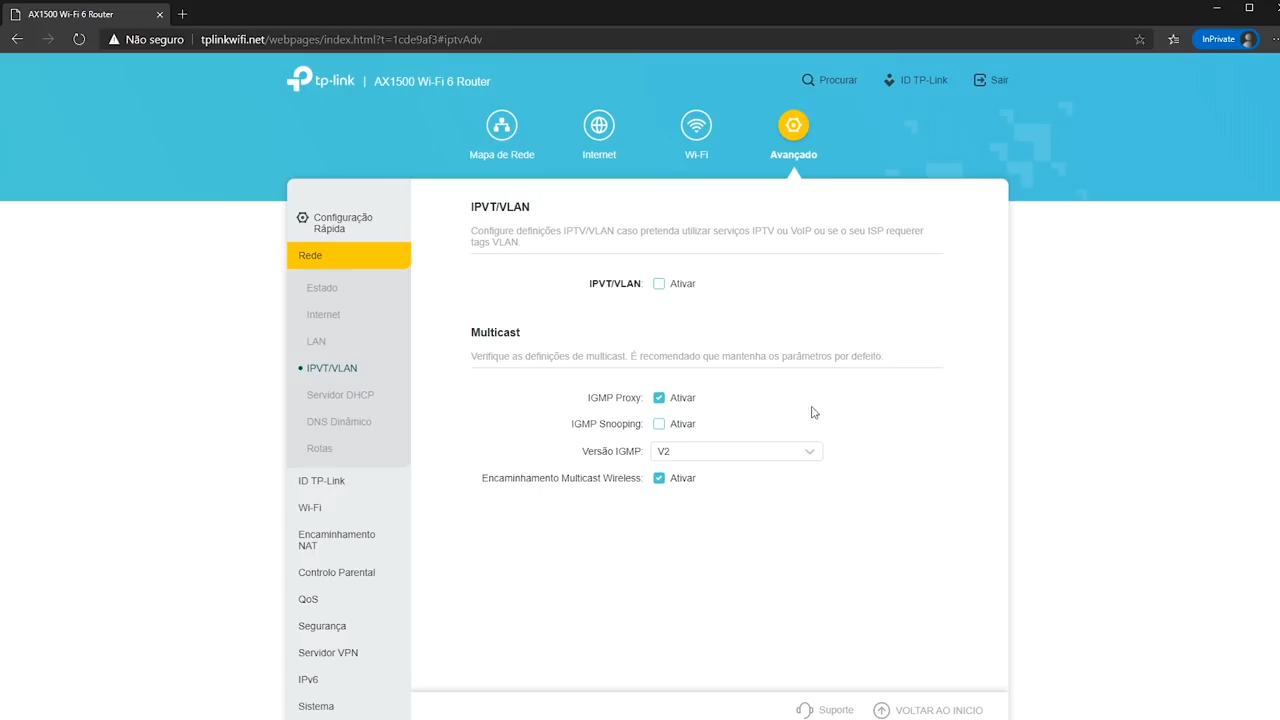 AX1500 Wi-Fi 6 Router
Não seguro | tplinkwifi.net/webpages/index.html?t=1cde9af3#iptvAdv
InPrivate
tp-link | AX1500 Wi-Fi 6 Router
Procurar
ID TP-Link
Sair
Mapa de Rede
Internet
Wi-Fi
Avançado
Configuração
Rápida
Rede
Estado
Internet
LAN
IPVT/VLAN
Servidor DHCP
DNS Dinâmico
Rotas
ID TP-Link
Wi-Fi
Encaminhamento
NAT
Controlo Parental
QoS
Segurança
Servidor VPN
IPv6
Sistema
IPVT/VLAN
Configure definições IPTV/VLAN caso pretenda utilizar serviços IPTV ou VoIP ou se o seu ISP requerer
tags VLAN.
IPVT/VLAN: Ativar
Multicast
Verifique as definições de multicast. É recomendado que mantenha os parâmetros por defeito.
IGMP Proxy: Ativar
IGMP Snooping: Ativar
Versão IGMP: V2
Encaminhamento Multicast Wireless: Ativar
Suporte
VOLTAR AO INICIO